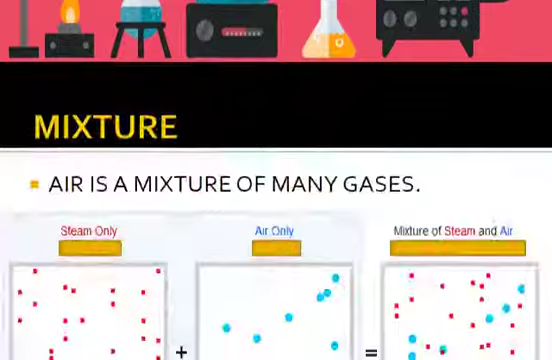 MIXTURE
AIR IS A MIXTURE OF MANY GASES.
Steam Only
Air Only
Mixture of Steam and Air
+
=